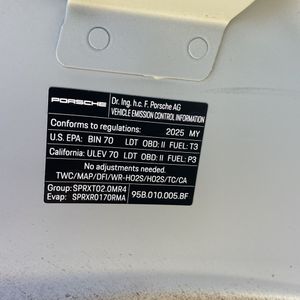 PORSCHE
Dr. Ing. h.c. F. Porsche AG
VEHICLE EMISSION CONTROL INFORMATION
Conforms to regulations: 2025 MY
U.S. EPA: BIN 70 LDT OBD: II FUEL: T3
California: ULEV 70 LDT OBD: II FUEL: P3
No adjustments needed.
TWC/MAP/DFI/WR-HO2S/HO2S/TC/CA
Group: SPRXT02.0MR4
Evap: SPRXR0170RMA 95B.010.005.BF